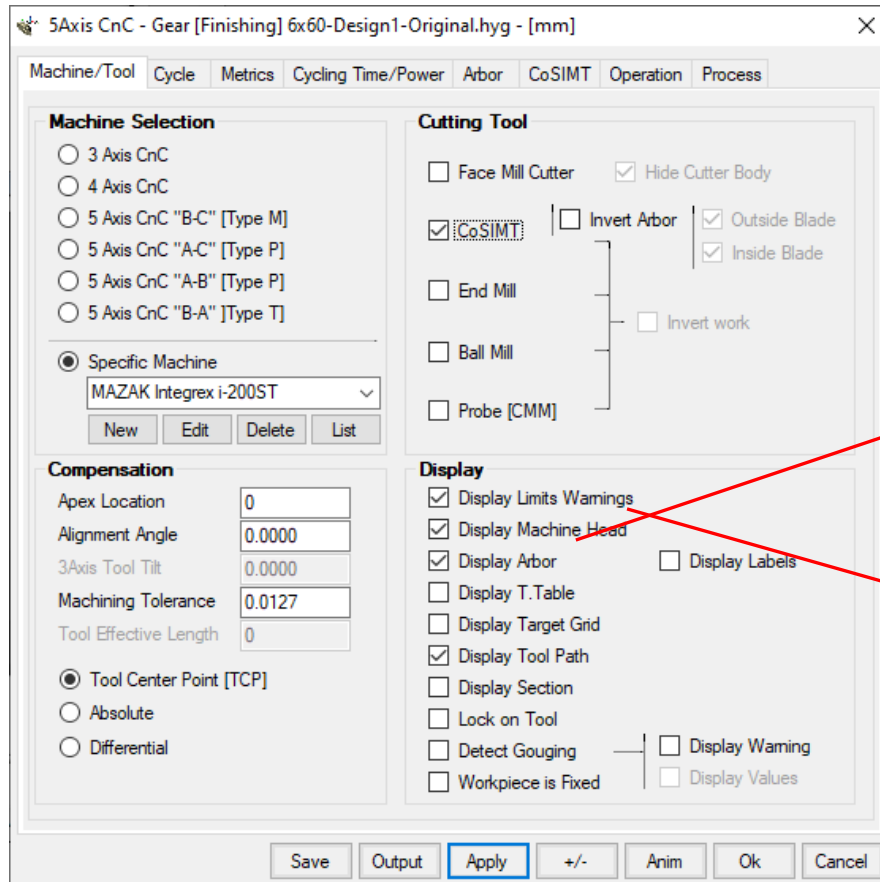 5Axis CnC - Gear [Finishing] 6x60-Design1-Original.hyg - [mm]
Machine/Tool Cycle Metrics Cycling Time/Power Arbor CoSIMT Operation Process
Machine Selection
3 Axis CnC
4 Axis CnC
5 Axis CnC "B-C" [Type M]
5 Axis CnC "A-C" [Type P]
5 Axis CnC "A-B" [Type P]
5 Axis CnC "B-A" ]Type T]
Specific Machine
MAZAK Integrex i-200ST
New Edit Delete List
Cutting Tool
Face Mill Cutter Hide Cutter Body
CoSIMT Invert Arbor Outside Blade
Inside Blade
End Mill
Invert work
Ball Mill
Probe [CMM]
Compensation
Apex Location 0
Alignment Angle 0.0000
3Axis Tool Tilt 0.0000
Machining Tolerance 0.0127
Tool Effective Length 0
Tool Center Point [TCP]
Absolute
Differential
Display
Display Limits Warnings
Display Machine Head
Display Arbor Display Labels
Display T.Table
Display Target Grid
Display Tool Path
Display Section
Lock on Tool
Detect Gouging Display Warning
Workpiece is Fixed Display Values
Save Output Apply +/- Anim Ok Cancel